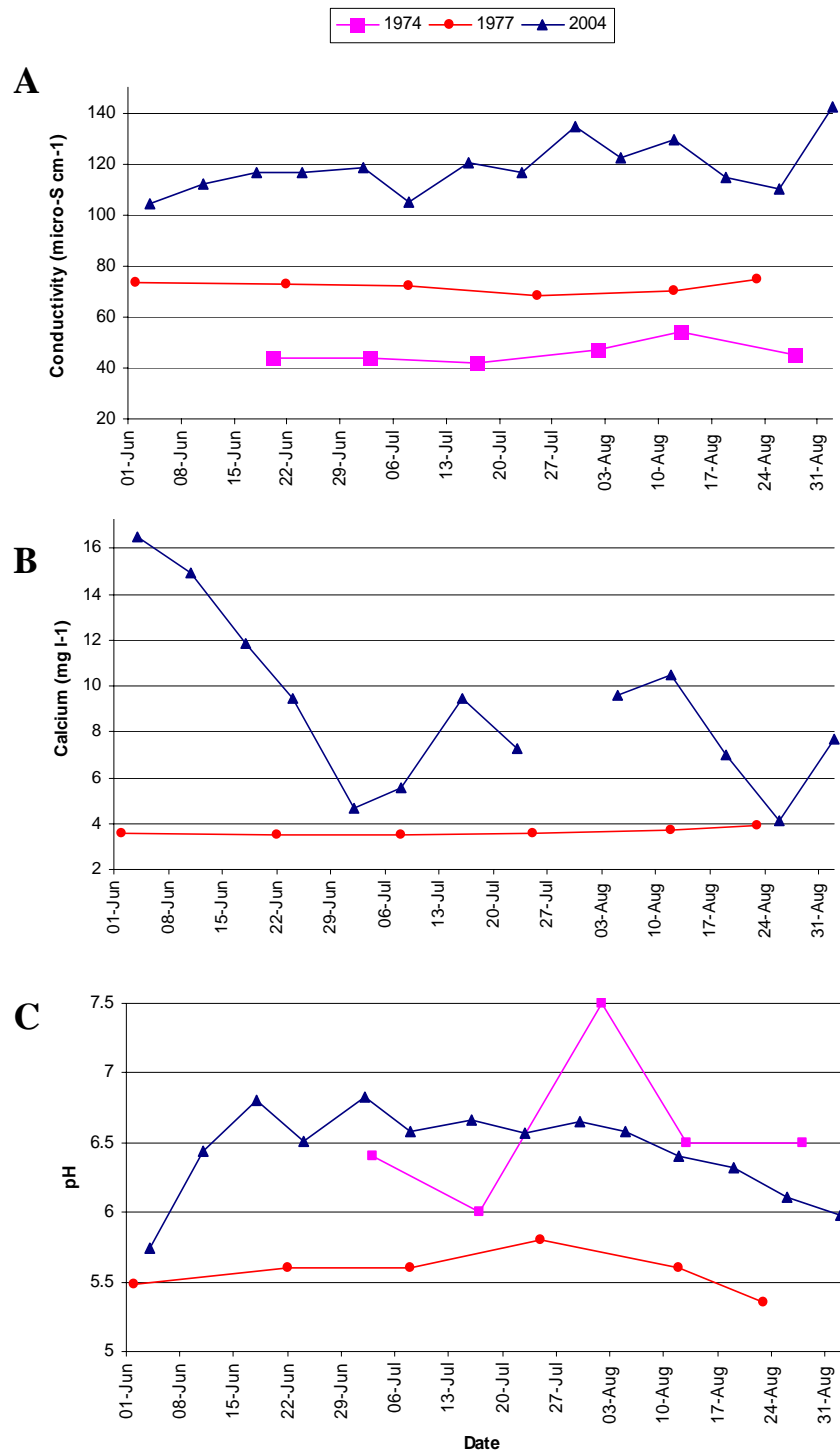 1974 1977 2004
A
Conductivity (micro-S cm-1)
140
120
100
80
60
40
20
01-Jun 08-Jun 15-Jun 22-Jun 29-Jun 06-Jul 13-Jul 20-Jul 27-Jul 03-Aug 10-Aug 17-Aug 24-Aug 31-Aug
B
Calcium (mg l-1)
16
14
12
10
8
6
4
2
01-Jun 08-Jun 15-Jun 22-Jun 29-Jun 06-Jul 13-Jul 20-Jul 27-Jul 03-Aug 10-Aug 17-Aug 24-Aug 31-Aug
C
pH
7.5
7
6.5
6
5.5
5
01-Jun 08-Jun 15-Jun 22-Jun 29-Jun 06-Jul 13-Jul 20-Jul 27-Jul 03-Aug 10-Aug 17-Aug 24-Aug 31-Aug
Date